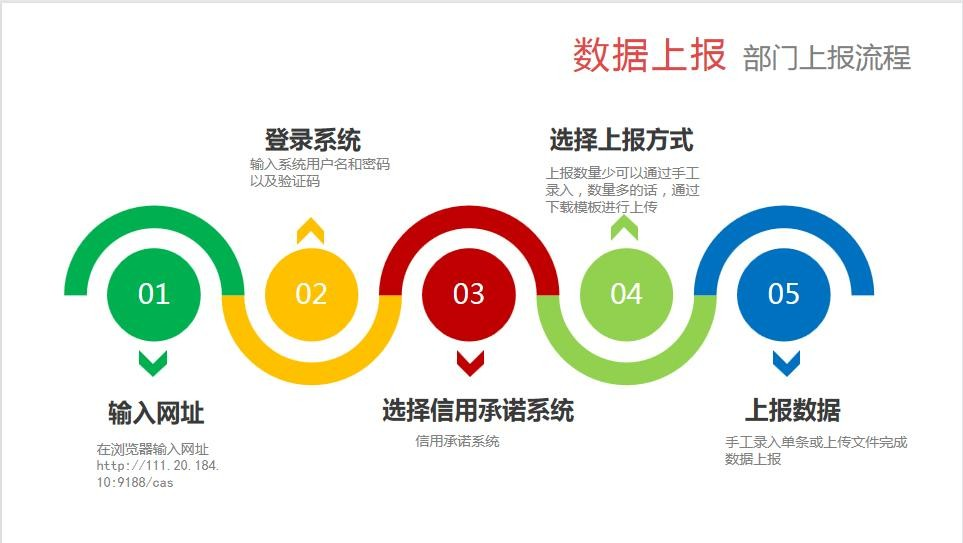 数据上报 部门上报流程
登录系统
输入系统用户名和密码
以及验证码
选择上报方式
上报数量少可以通过手工
录入，数量多的话，通过
下载模板进行上传
01
02
03
04
05
输入网址
在浏览器输入网址
http://111.20.184.
10:9188/cas
选择信用承诺系统
信用承诺系统
上报数据
手工录入单条或上传文件完成
数据上报